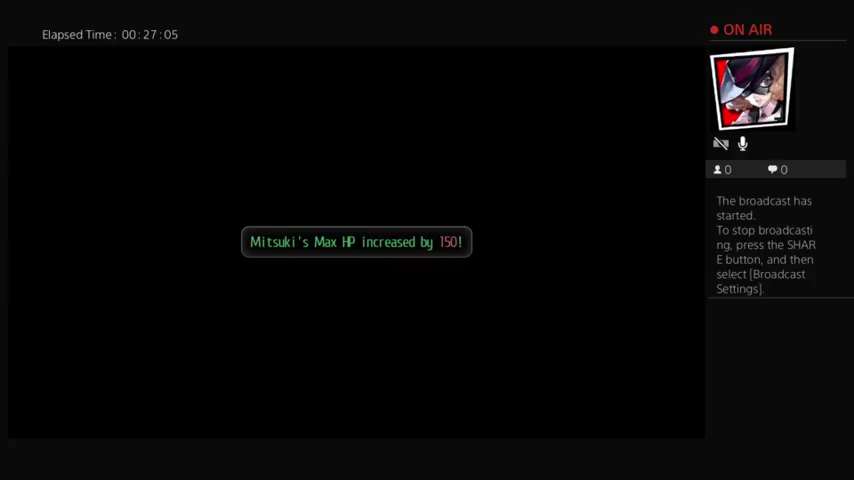 Elapsed Time: 00:27:05
ON AIR
0 0
Mitsuki's Max HP increased by 150!
The broadcast has
started.
To stop broadcasti
ng, press the SHAR
E button, and then
select [Broadcast
Settings].